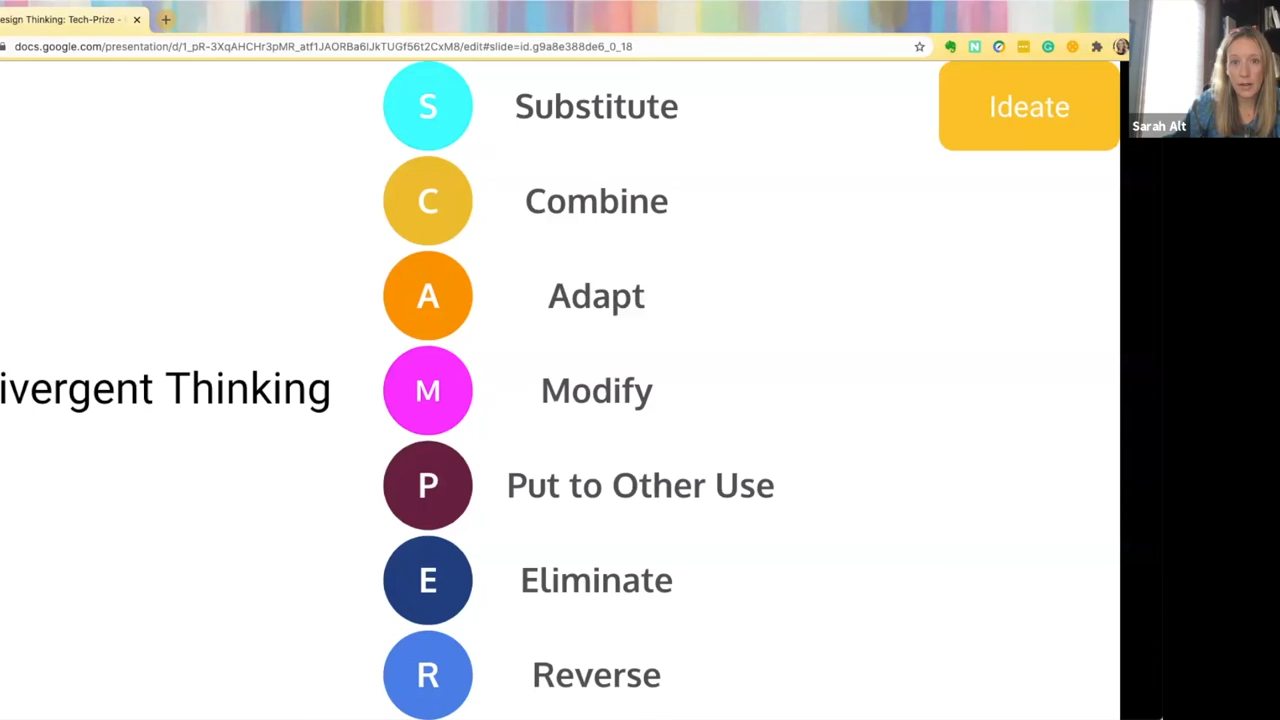 esign Thinking: Tech-Prize -
docs.google.com/presentation/d/1_pR-3XqAHCHr3pMR_atf1JAORBa6lJkTUGf56t2CxM8/edit#slide=id.g9a8e388de6_0_18
S Substitute
Ideate
Sarah Alt
C Combine
A Adapt
ivergent Thinking
M Modify
P Put to Other Use
E Eliminate
R Reverse